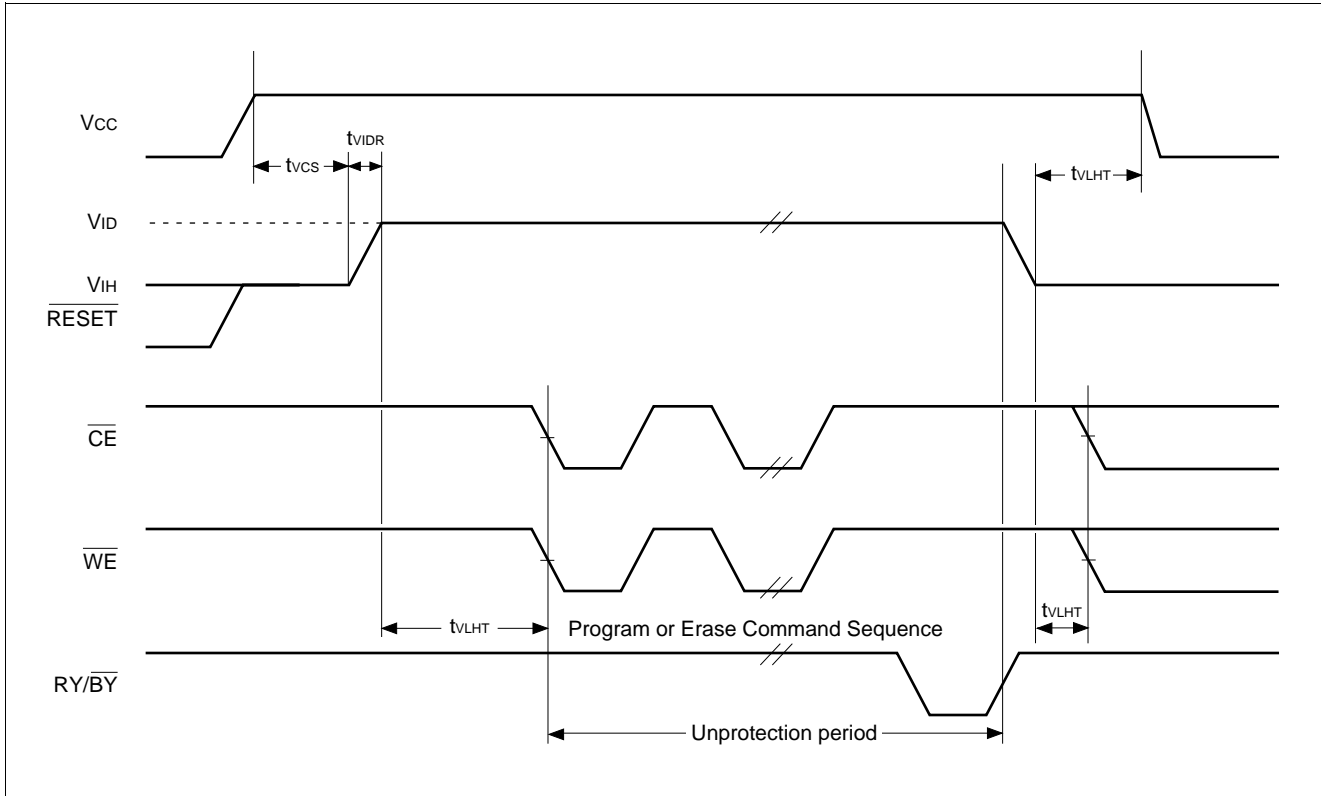 VCC
tVIDR
tVCS
tVLHT
VID
VIH
RESET
CE
WE
tVLHT
Program or Erase Command Sequence
tVLHT
RY/BY
Unprotection period